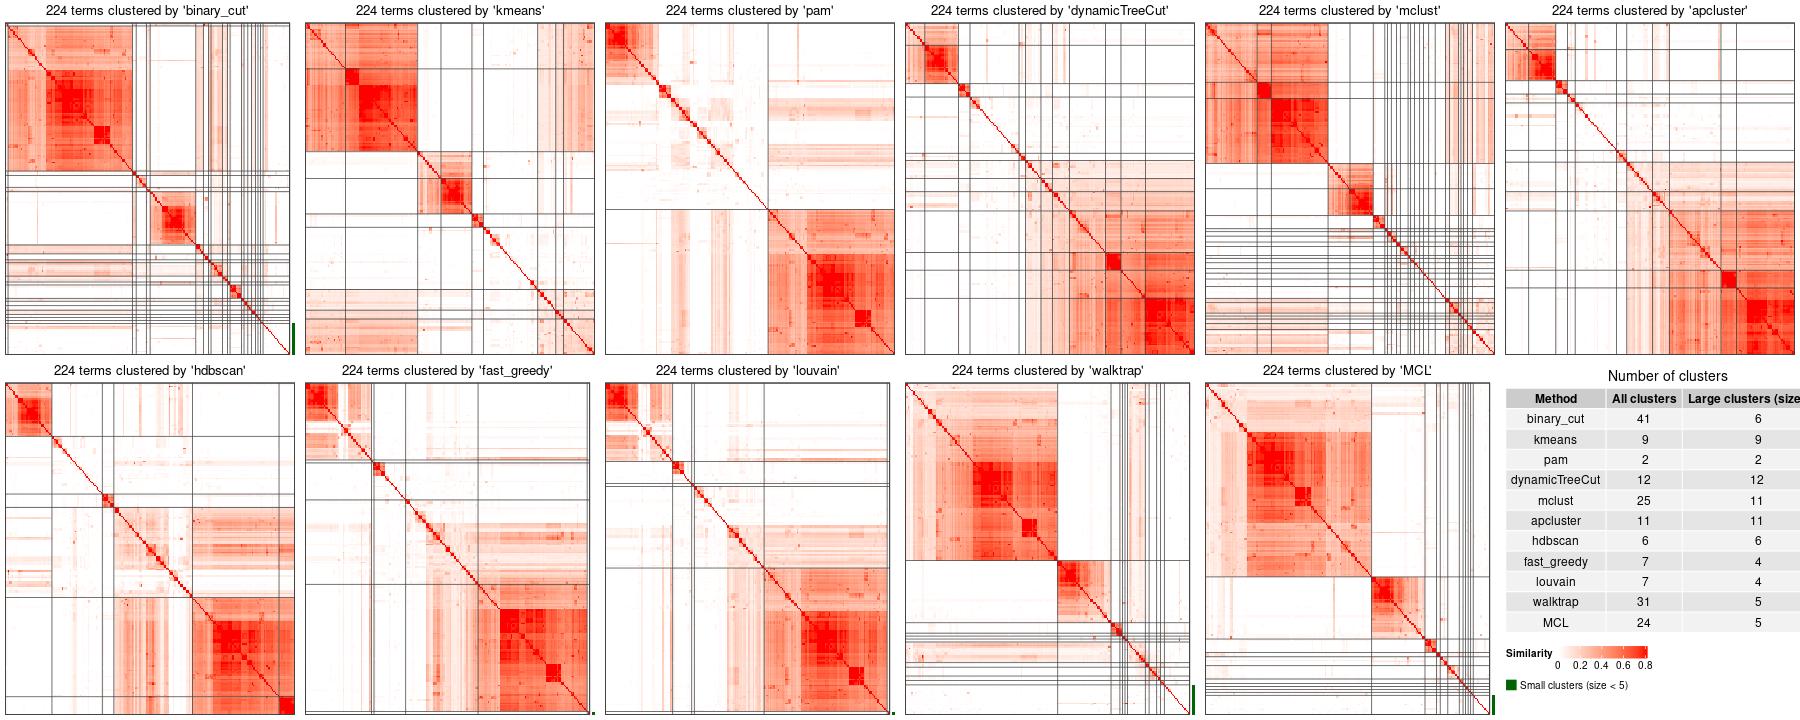 224 terms clustered by 'binary_cut'
224 terms clustered by 'kmeans'
224 terms clustered by 'pam'
224 terms clustered by 'dynamicTreeCut'
224 terms clustered by 'mclust'
224 terms clustered by 'apcluster'
224 terms clustered by 'hdbscan'
224 terms clustered by 'fast_greedy'
224 terms clustered by 'louvain'
224 terms clustered by 'walktrap'
224 terms clustered by 'MCL'
Number of clusters
Method All clusters Large clusters (size
binary_cut 41 6
kmeans 9 9
pam 2 2
dynamicTreeCut 12 12
mclust 25 11
apcluster 11 11
hdbscan 6 6
fast_greedy 7 4
louvain 7 4
walktrap 31 5
MCL 24 5
Similarity
0 0.2 0.4 0.6 0.8
Small clusters (size < 5)